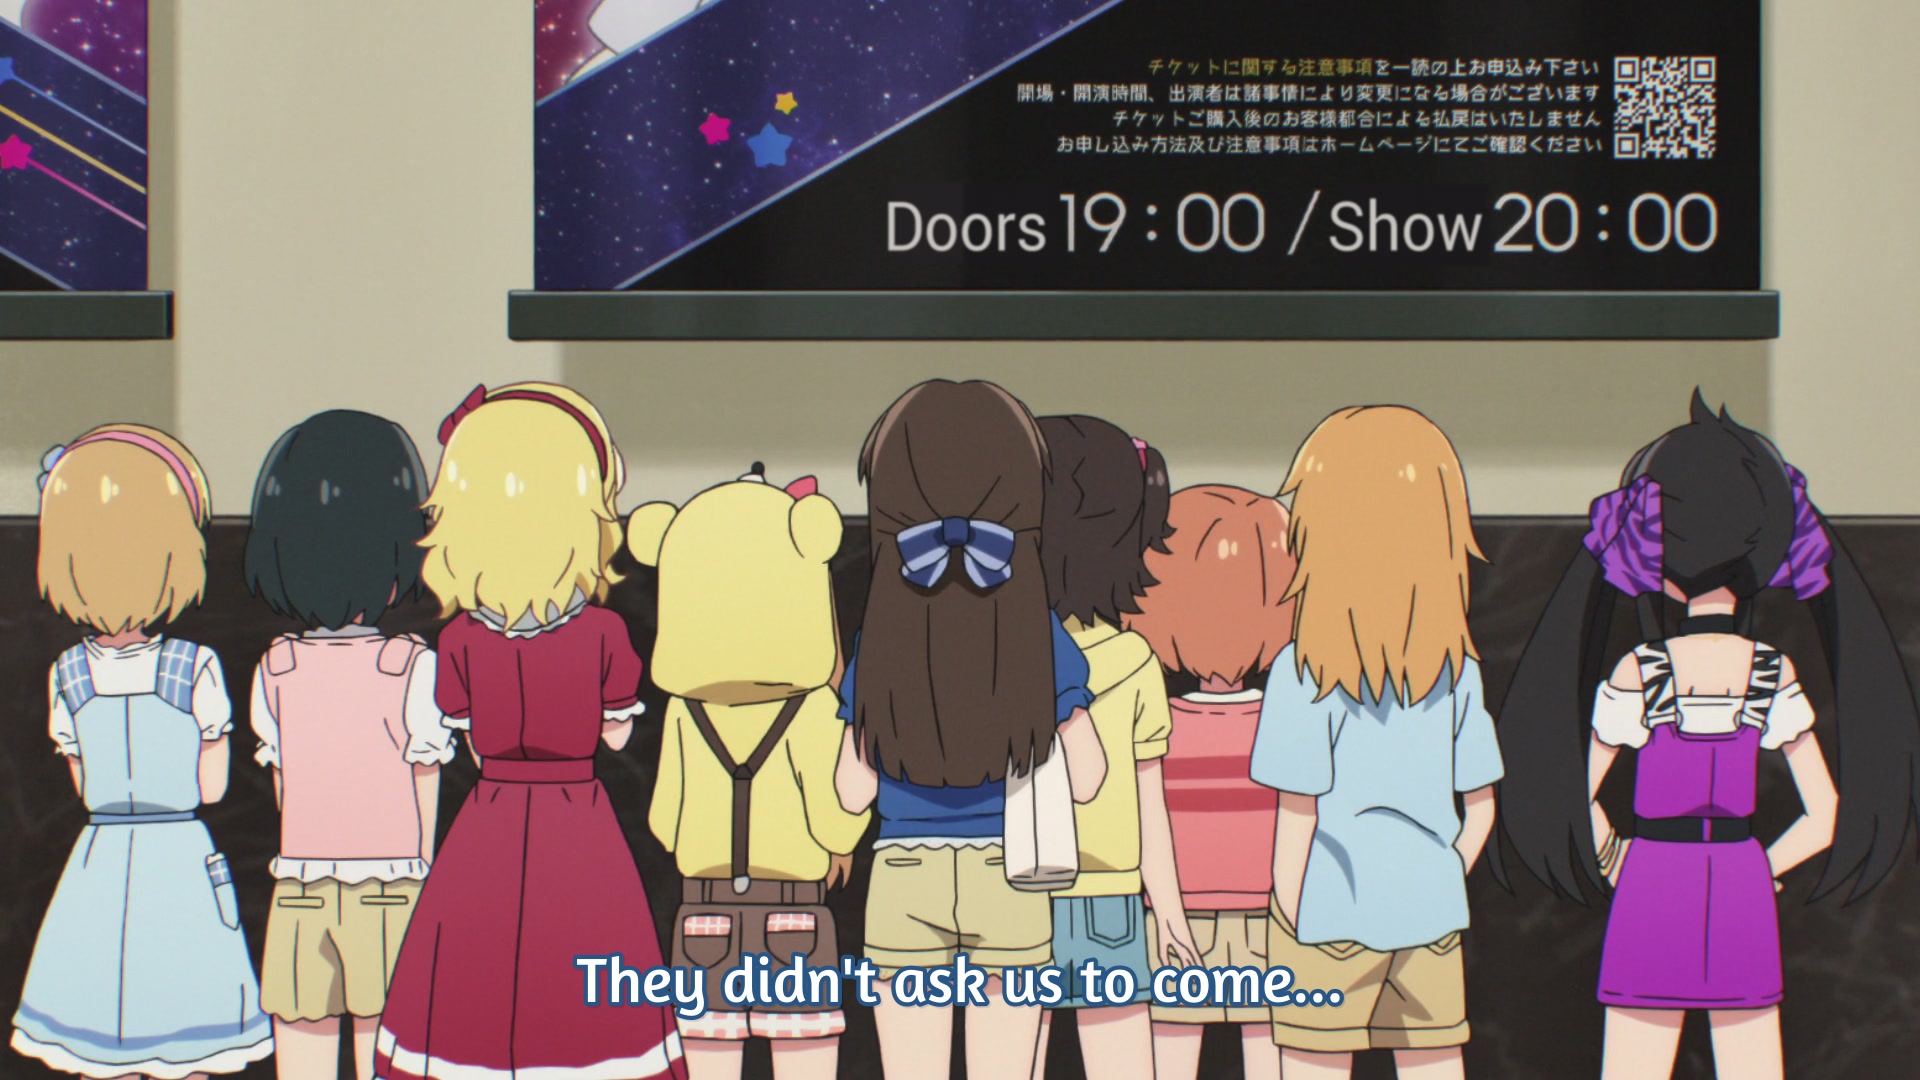 チケットに関する注意事項を一読の上お申込み下さい
開場・開演時間、出演者は諸事情により変更になる場合がございます
チケットご購入後のお客様都合による払戻はいたしません
お申し込み方法及び注意事項はホームページにてご確認ください
Doors 19:00 / Show 20:00
They didn't ask us to come...